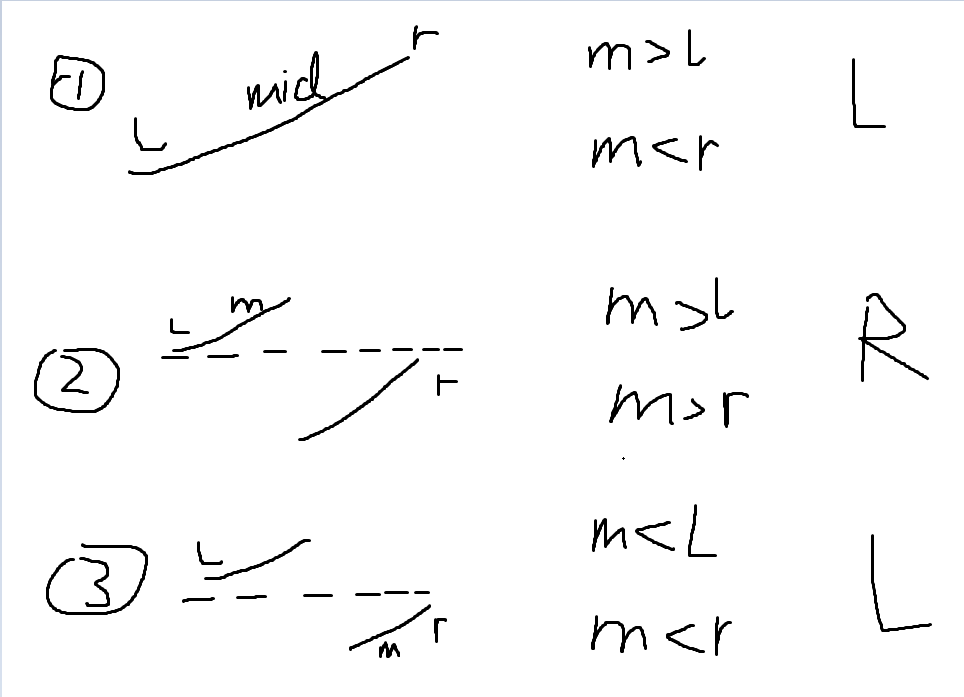 ① L mid r m>L L
m<r
② L m r m>L R
m>r
③ L m r m<L L
m<r